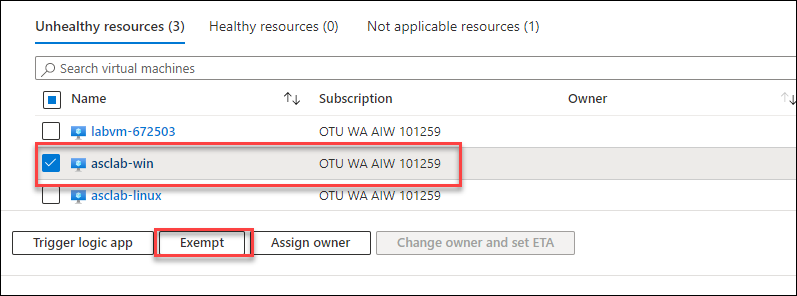 Unhealthy resources (3) Healthy resources (0) Not applicable resources (1)
Search virtual machines
Name Subscription Owner
labvm-672503 OTU WA AIW 101259
asclab-win OTU WA AIW 101259
asclab-linux OTU WA AIW 101259
Trigger logic app Exempt Assign owner Change owner and set ETA